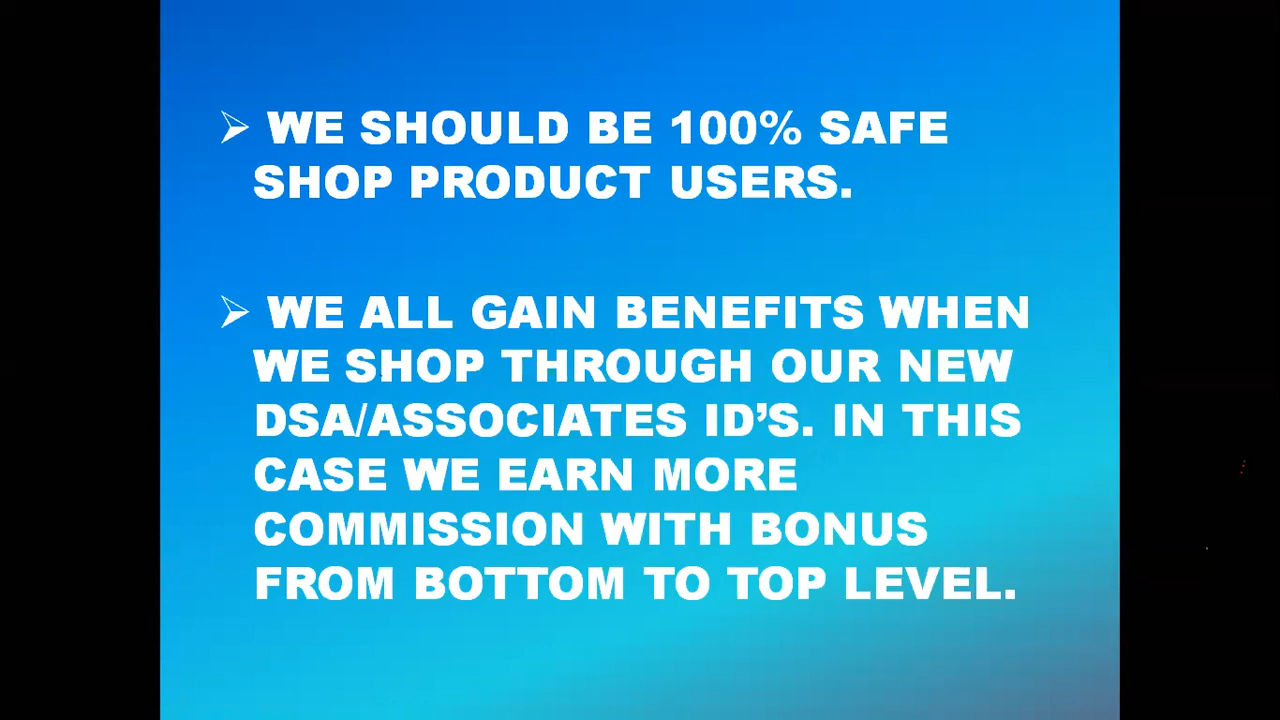 ➢ WE SHOULD BE 100% SAFE
SHOP PRODUCT USERS.
➢ WE ALL GAIN BENEFITS WHEN
WE SHOP THROUGH OUR NEW
DSA/ASSOCIATES ID’S. IN THIS
CASE WE EARN MORE
COMMISSION WITH BONUS
FROM BOTTOM TO TOP LEVEL.